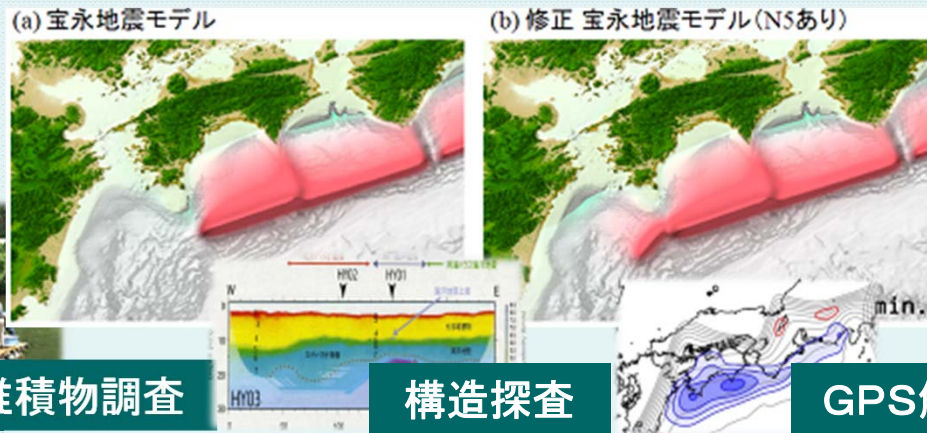 (a) 宝永地震モデル
(b) 修正 宝永地震モデル(N5あり)
HY02 HY01
W E
HY03
min.
積物調査
構造探査
GPS